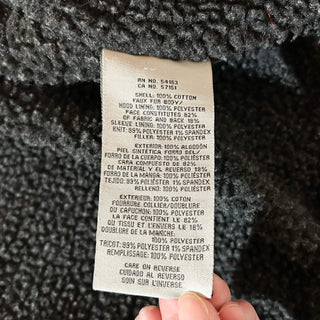 RN NO. 54163
CA NO. 57151
SHELL: 100% COTTON
FAUX FUR FOR BODY/
HOOD LINING: 100% POLYESTER
FACE CONSTITUTES 82%
OF FABRIC AND BACK 18%
SLEEVE LINING: 100% POLYESTER
KNIT: 99% POLYESTER 1% SPANDEX
FILLER: 100% POLYESTER
EXTERIOR: 100% ALGODÓN
PIEL SINTÉTICA FORRO DEL/
FORRO DE LA CAPUCHA: 100% POLIÉSTER
CARA COMPUESTO DE 82%
DE MATERIAL Y EL REVERSO 18%
FORRO DE LA MANGA: 100% POLIÉSTER
TEJIDO: 99% POLIÉSTER 1% SPANDEX
RELLENO: 100% POLIÉSTER
EXTERIEUR: 100% COTON
FOURRURE COLLIER/DOUBLURE
DU CAPUCHON: 100% POLYESTER
LA FACE CONTIENT LE 82%
DU TISSU ET L'ENVERS LE 18%
DOUBLURE DE LA MANCHE:
100% POLYESTER
TRICOT: 99% POLYESTER 1% SPANDEX
REMPLISSAGE: 100% POLYESTER
CARE ON REVERSE
CUIDADO AL REVERSO
SOIN SUR L'INVERSE